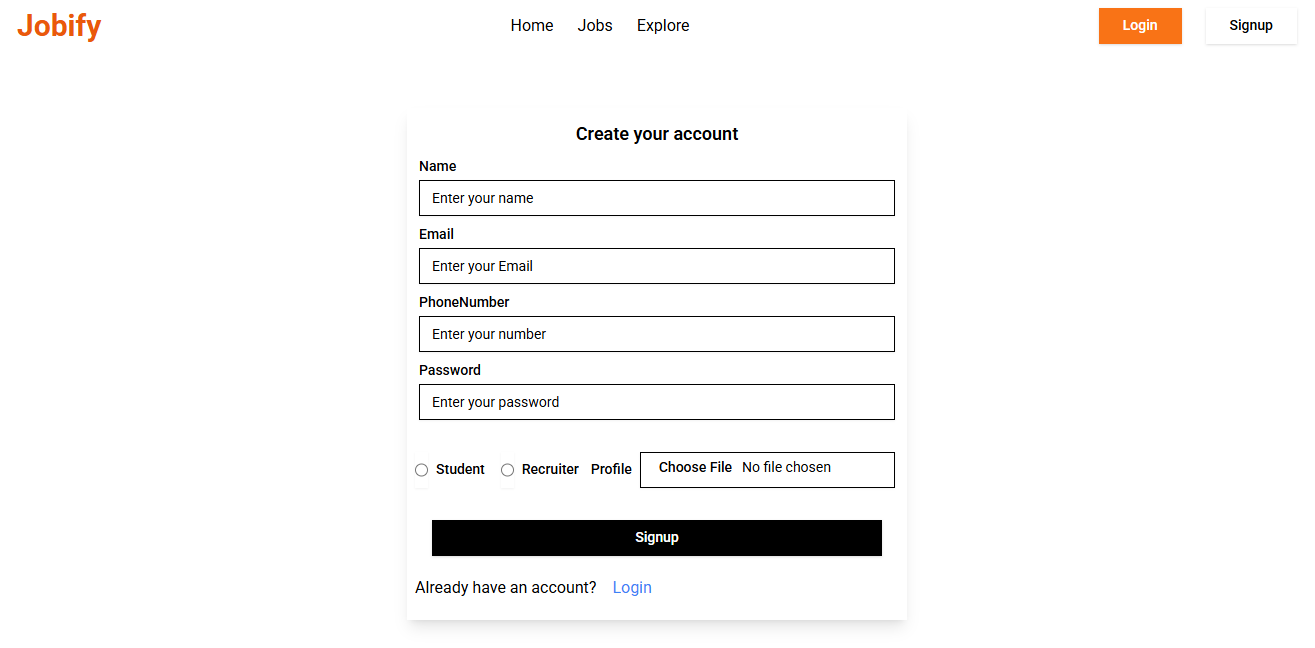 Jobify Home Jobs Explore Login Signup
Create your account
Name
Enter your name
Email
Enter your Email
PhoneNumber
Enter your number
Password
Enter your password
Student Recruiter Profile Choose File No file chosen
Signup
Already have an account? Login